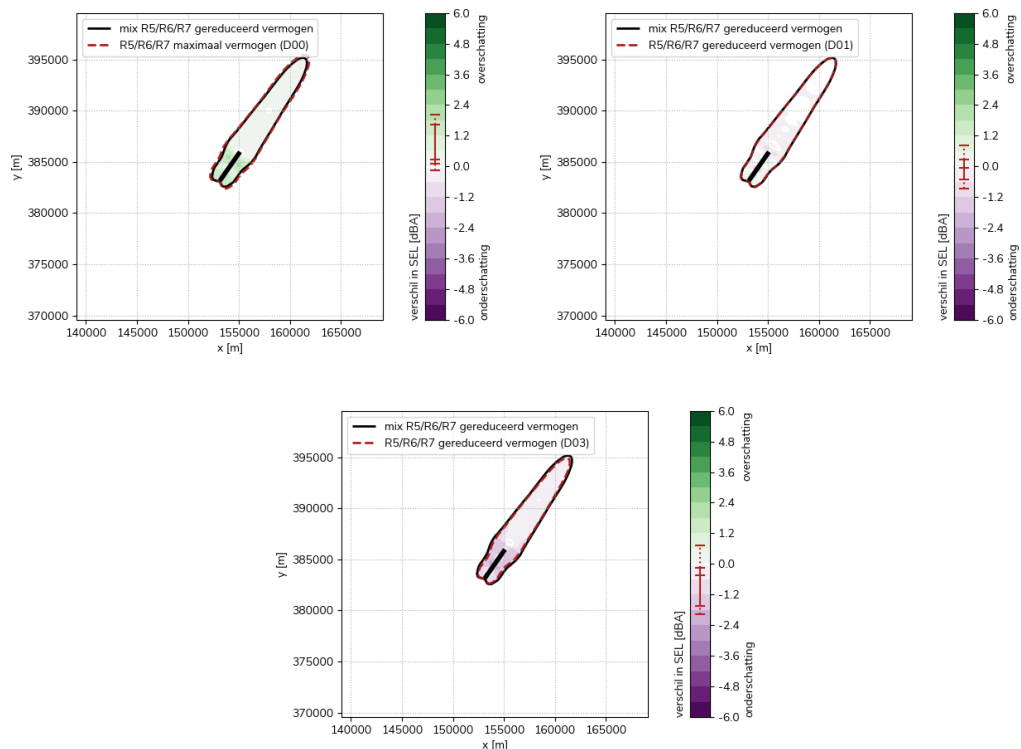 mix R5/R6/R7 gereduceerd vermogen
R5/R6/R7 maximaal vermogen (D00)
395000
390000
385000
380000
375000
370000
y [m]
140000 145000 150000 155000 160000 165000
x [m]
6.0
4.8
3.6
2.4
1.2
0.0
-1.2
-2.4
-3.6
-4.8
-6.0
verschil in SEL [dBA]
overschatting
onderschatting
mix R5/R6/R7 gereduceerd vermogen
R5/R6/R7 gereduceerd vermogen (D01)
395000
390000
385000
380000
375000
370000
y [m]
140000 145000 150000 155000 160000 165000
x [m]
6.0
4.8
3.6
2.4
1.2
0.0
-1.2
-2.4
-3.6
-4.8
-6.0
verschil in SEL [dBA]
overschatting
onderschatting
mix R5/R6/R7 gereduceerd vermogen
R5/R6/R7 gereduceerd vermogen (D03)
395000
390000
385000
380000
375000
370000
y [m]
140000 145000 150000 155000 160000 165000
x [m]
6.0
4.8
3.6
2.4
1.2
0.0
-1.2
-2.4
-3.6
-4.8
-6.0
verschil in SEL [dBA]
overschatting
onderschatting